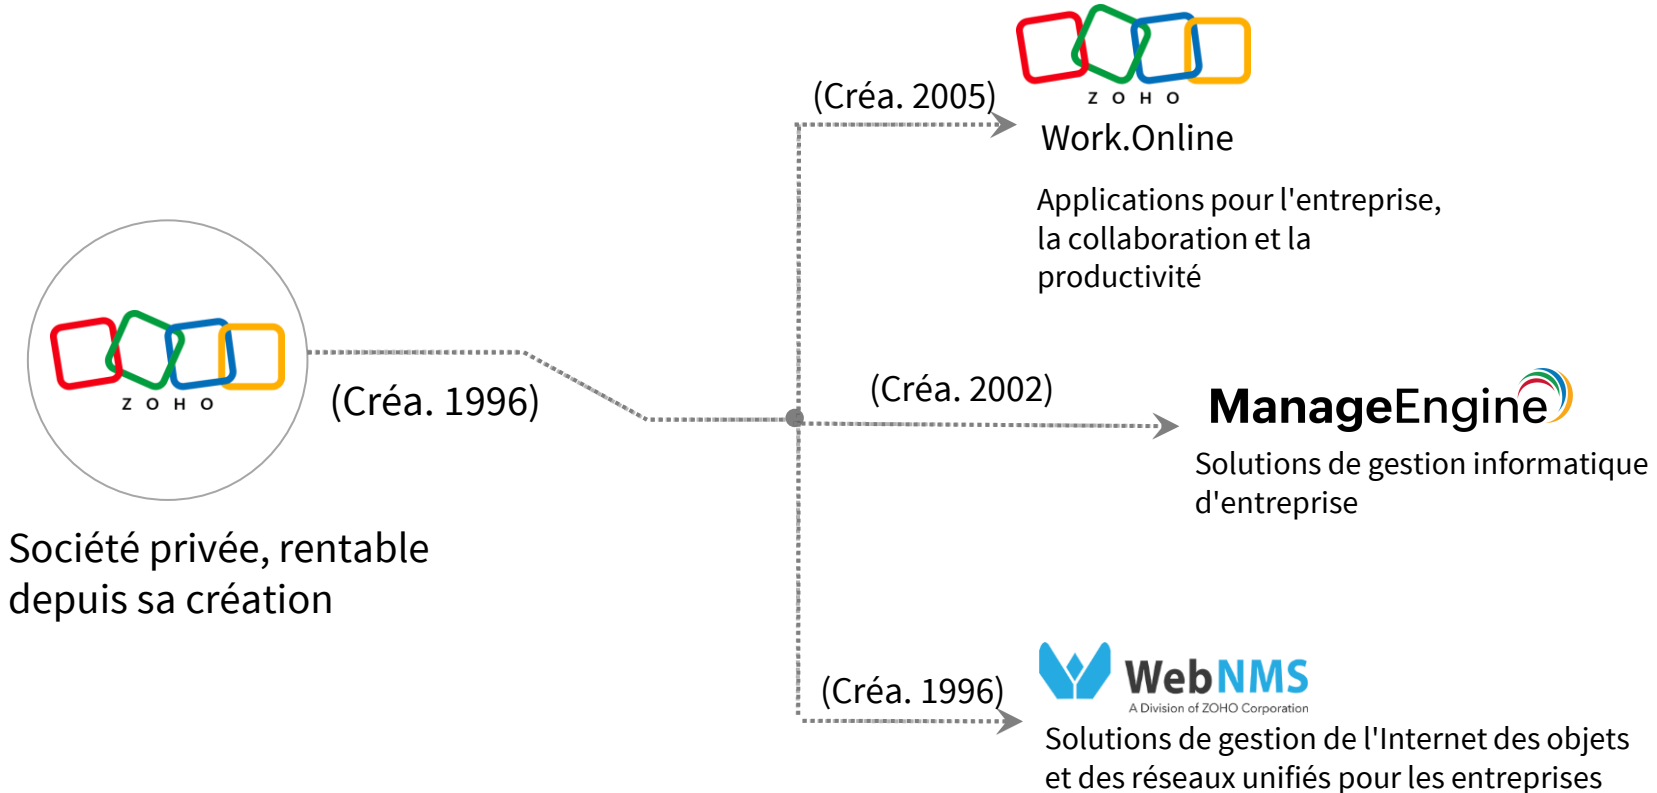 ZOHO
(Créa. 1996)
Société privée, rentable
depuis sa création
(Créa. 2005)
ZOHO
Work.Online
Applications pour l'entreprise,
la collaboration et la
productivité
(Créa. 2002)
ManageEngine
Solutions de gestion informatique
d'entreprise
(Créa. 1996)
WebNMS
A Division of ZOHO Corporation
Solutions de gestion de l'Internet des objets
et des réseaux unifiés pour les entreprises